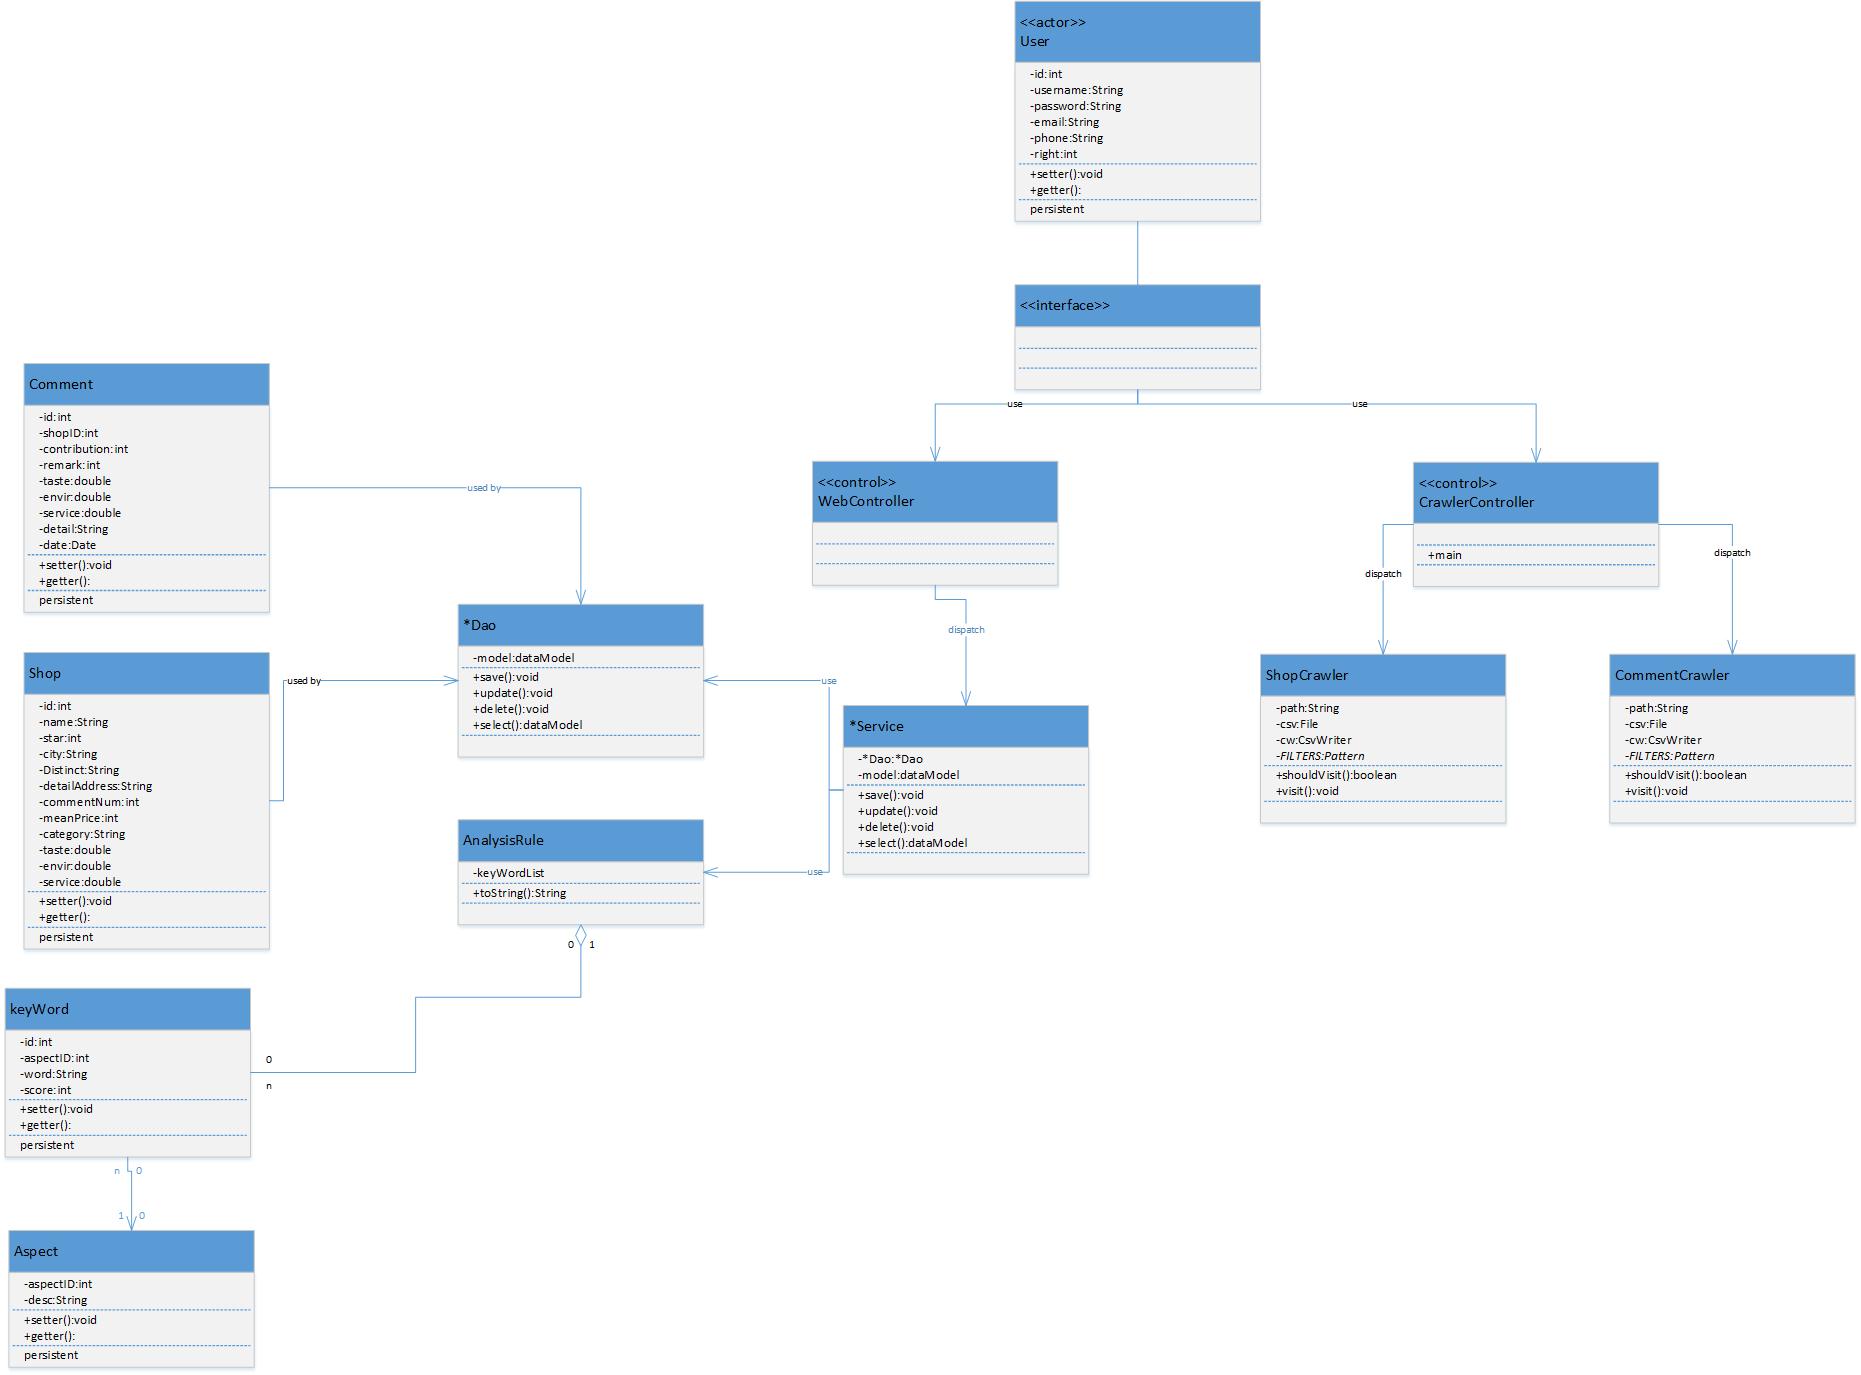 <<actor>>
User
-id:int
-username:String
-password:String
-email:String
-phone:String
-right:int
+setter():void
+getter():
persistent
<<interface>>
use
use
Comment
-id:int
-shopID:int
-contribution:int
-remark:int
-taste:double
-envir:double
-service:double
-detail:String
-date:Date
+setter():void
+getter():
persistent
used by
<<control>>
WebController
dispatch
<<control>>
CrawlerController
+main
dispatch
dispatch
*Dao
-model:dataModel
+save():void
+update():void
+delete():void
+select():dataModel
Shop
-id:int
-name:String
-star:int
-city:String
-Distinct:String
-detailAddress:String
-commentNum:int
-meanPrice:int
-category:String
-taste:double
-envir:double
-service:double
+setter():void
+getter():
persistent
used by
use
*Service
-*Dao:*Dao
-model:dataModel
+save():void
+update():void
+delete():void
+select():dataModel
use
ShopCrawler
-path:String
-csv:File
-cw:CsvWriter
-FILTERS:Pattern
+shouldVisit():boolean
+visit():void
CommentCrawler
-path:String
-csv:File
-cw:CsvWriter
-FILTERS:Pattern
+shouldVisit():boolean
+visit():void
AnalysisRule
-keyWordList
+toString():String
0 1
keyWord
-id:int
-aspectID:int
-word:String
-score:int
+setter():void
+getter():
persistent
0
n
n 0
1 0
Aspect
-aspectID:int
-desc:String
+setter():void
+getter():
persistent